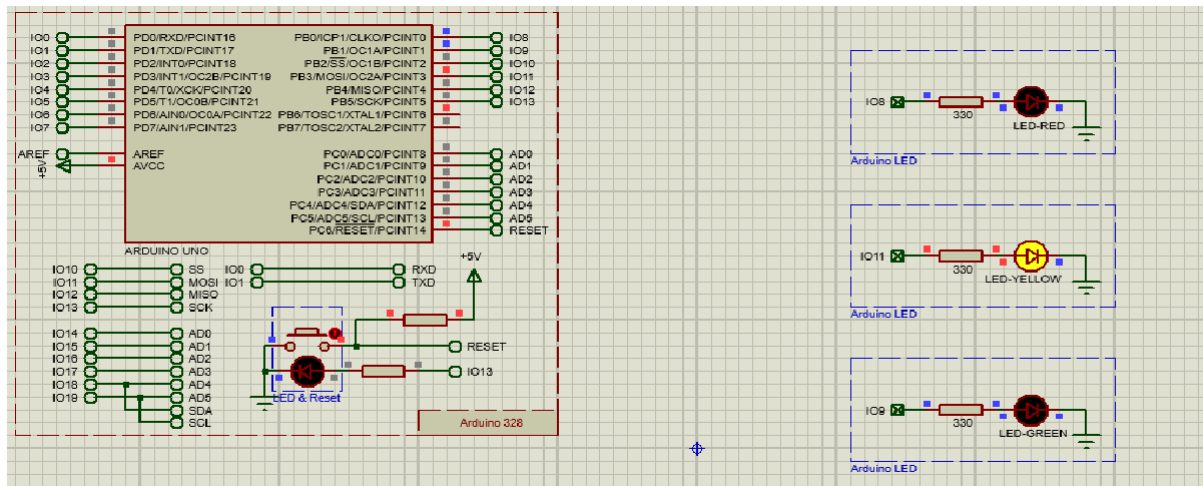 IO0 PD0/RXD/PCINT16 PB0/ICP1/CLKO/PCINT0 IO8
IO1 PD1/TXD/PCINT17 PB1/OC1A/PCINT1 IO9
IO2 PD2/INT0/PCINT18 PB2/SS/OC1B/PCINT2 IO10
IO3 PD3/INT1/OC2B/PCINT19 PB3/MOSI/OC2A/PCINT3 IO11
IO4 PD4/T0/XCK/PCINT20 PB4/MISO/PCINT4 IO12
IO5 PD5/T1/OC0B/PCINT21 PB5/SCK/PCINT5 IO13
IO6 PD6/AIN0/OC0A/PCINT22 PB6/TOSC1/XTAL1/PCINT6
IO7 PD7/AIN1/PCINT23 PB7/TOSC2/XTAL2/PCINT7
AREF AREF PC0/ADC0/PCINT8 AD0
+5V AVCC PC1/ADC1/PCINT9 AD1
PC2/ADC2/PCINT10 AD2
PC3/ADC3/PCINT11 AD3
PC4/ADC4/SDA/PCINT12 AD4
PC5/ADC5/SCL/PCINT13 AD5
PC6/RESET/PCINT14 RESET
ARDUINO UNO
IO10 SS IO0 RXD
IO11 MOSI IO1 TXD
IO12 MISO
IO13 SCK
+5V
IO14 AD0
IO15 AD1 RESET
IO16 AD2
IO17 AD3 IO13
IO18 AD4
IO19 AD5
SDA
SCL
LED & Reset
Arduino 328
IO8
330
LED-RED
Arduino LED
IO11
330
LED-YELLOW
Arduino LED
IO9
330
LED-GREEN
Arduino LED